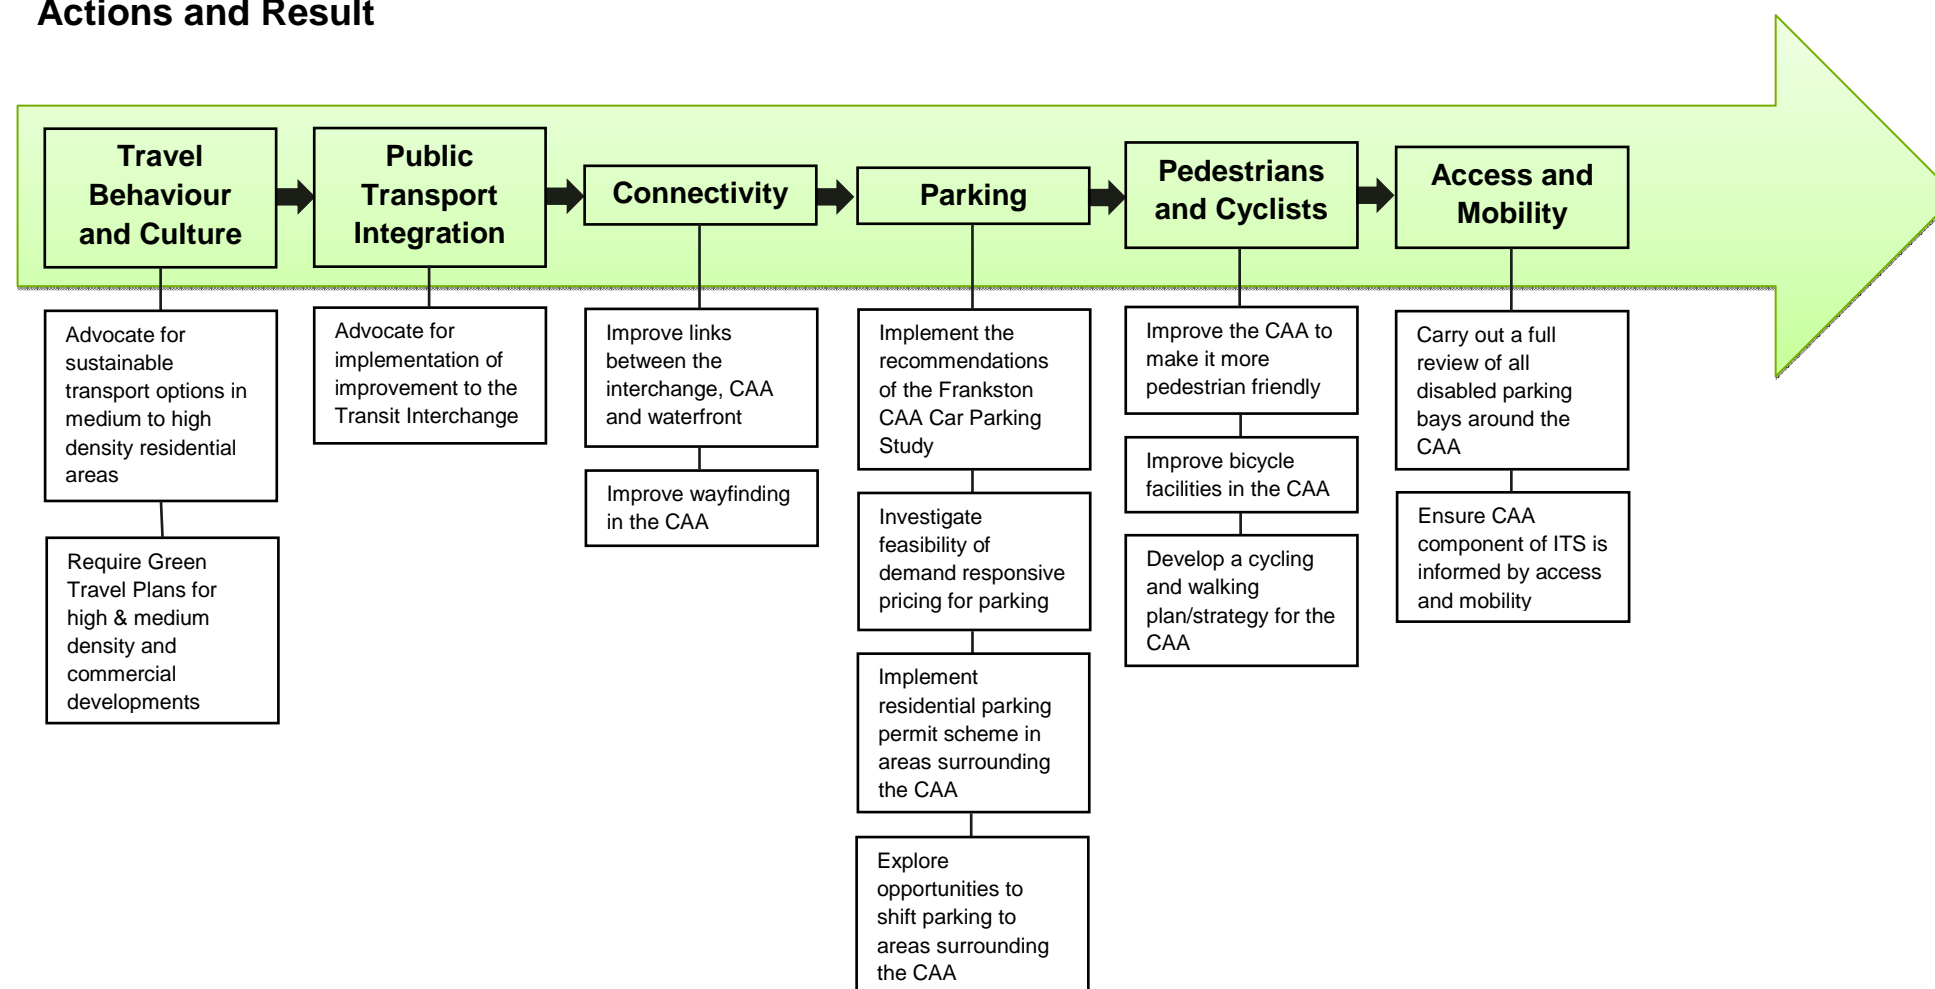 Actions and Result
Travel
Behaviour
and Culture
Public
Transport
Integration
Connectivity
Parking
Pedestrians
and Cyclists
Access and
Mobility
Advocate for
sustainable
transport options in
medium to high
density residential
areas
Require Green
Travel Plans for
high & medium
density and
commercial
developments
Advocate for
implementation of
improvement to the
Transit Interchange
Improve links
between the
interchange, CAA
and waterfront
Improve wayfinding
in the CAA
Implement the
recommendations
of the Frankston
CAA Car Parking
Study
Investigate
feasibility of
demand responsive
pricing for parking
Implement
residential parking
permit scheme in
areas surrounding
the CAA
Explore
opportunities to
shift parking to
areas surrounding
the CAA
Improve the CAA to
make it more
pedestrian friendly
Improve bicycle
facilities in the CAA
Develop a cycling
and walking
plan/strategy for the
CAA
Carry out a full
review of all
disabled parking
bays around the
CAA
Ensure CAA
component of ITS is
informed by access
and mobility